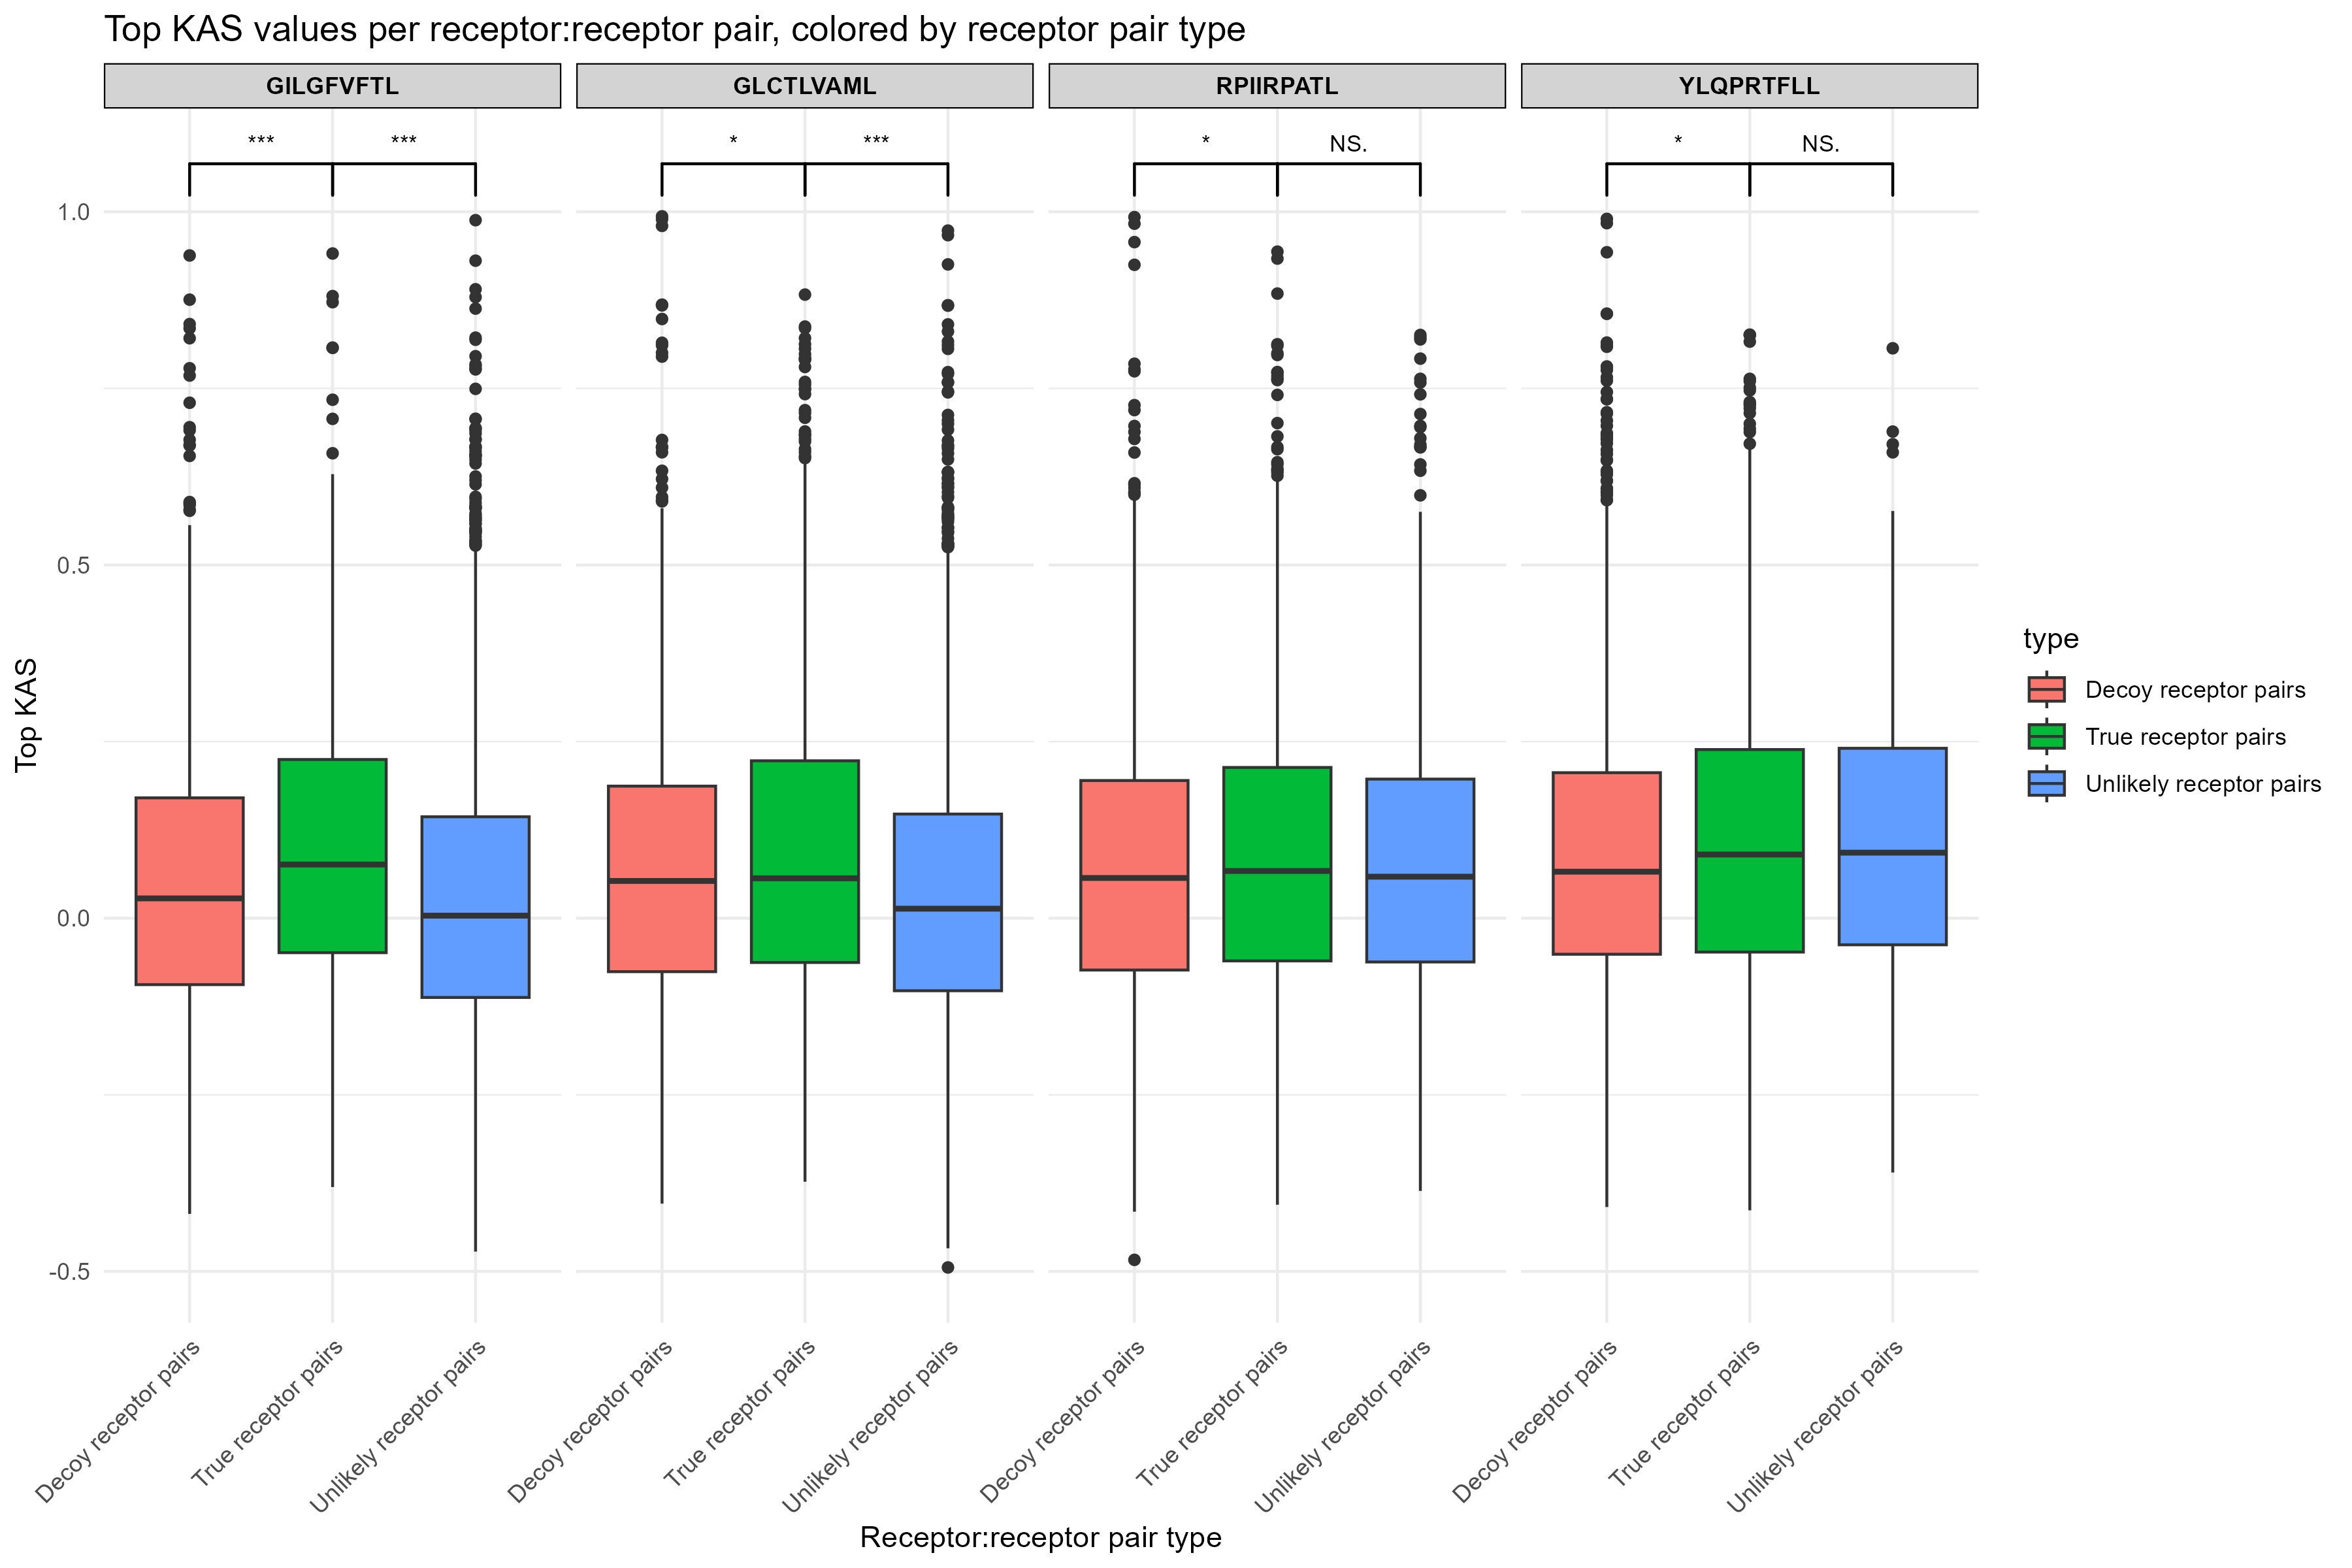 Top KAS values per receptor:receptor pair, colored by receptor pair type
GILGFVFTL
GLCTLVAML
RPIIRPATL
YLQPRTFLL
*** ***
* ***
* NS.
* NS.
1.0
0.5
0.0
-0.5
Top KAS
Decoy receptor pairs
True receptor pairs
Unlikely receptor pairs
Decoy receptor pairs
True receptor pairs
Unlikely receptor pairs
Decoy receptor pairs
True receptor pairs
Unlikely receptor pairs
Decoy receptor pairs
True receptor pairs
Unlikely receptor pairs
Receptor:receptor pair type
type
Decoy receptor pairs
True receptor pairs
Unlikely receptor pairs